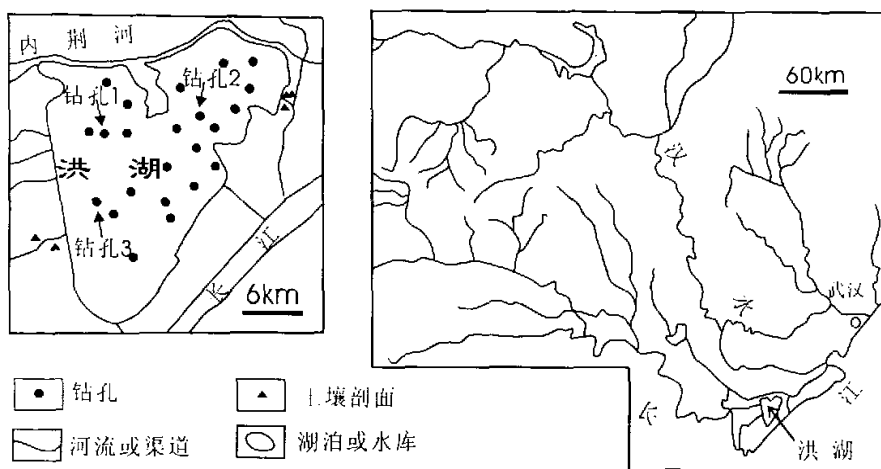 内荆河
钻孔2
钻孔1
洪湖
钻孔3
长江
6km
60km
汉水
武汉
长江
洪湖
钻孔
土壤剖面
河流或渠道
湖泊或水库